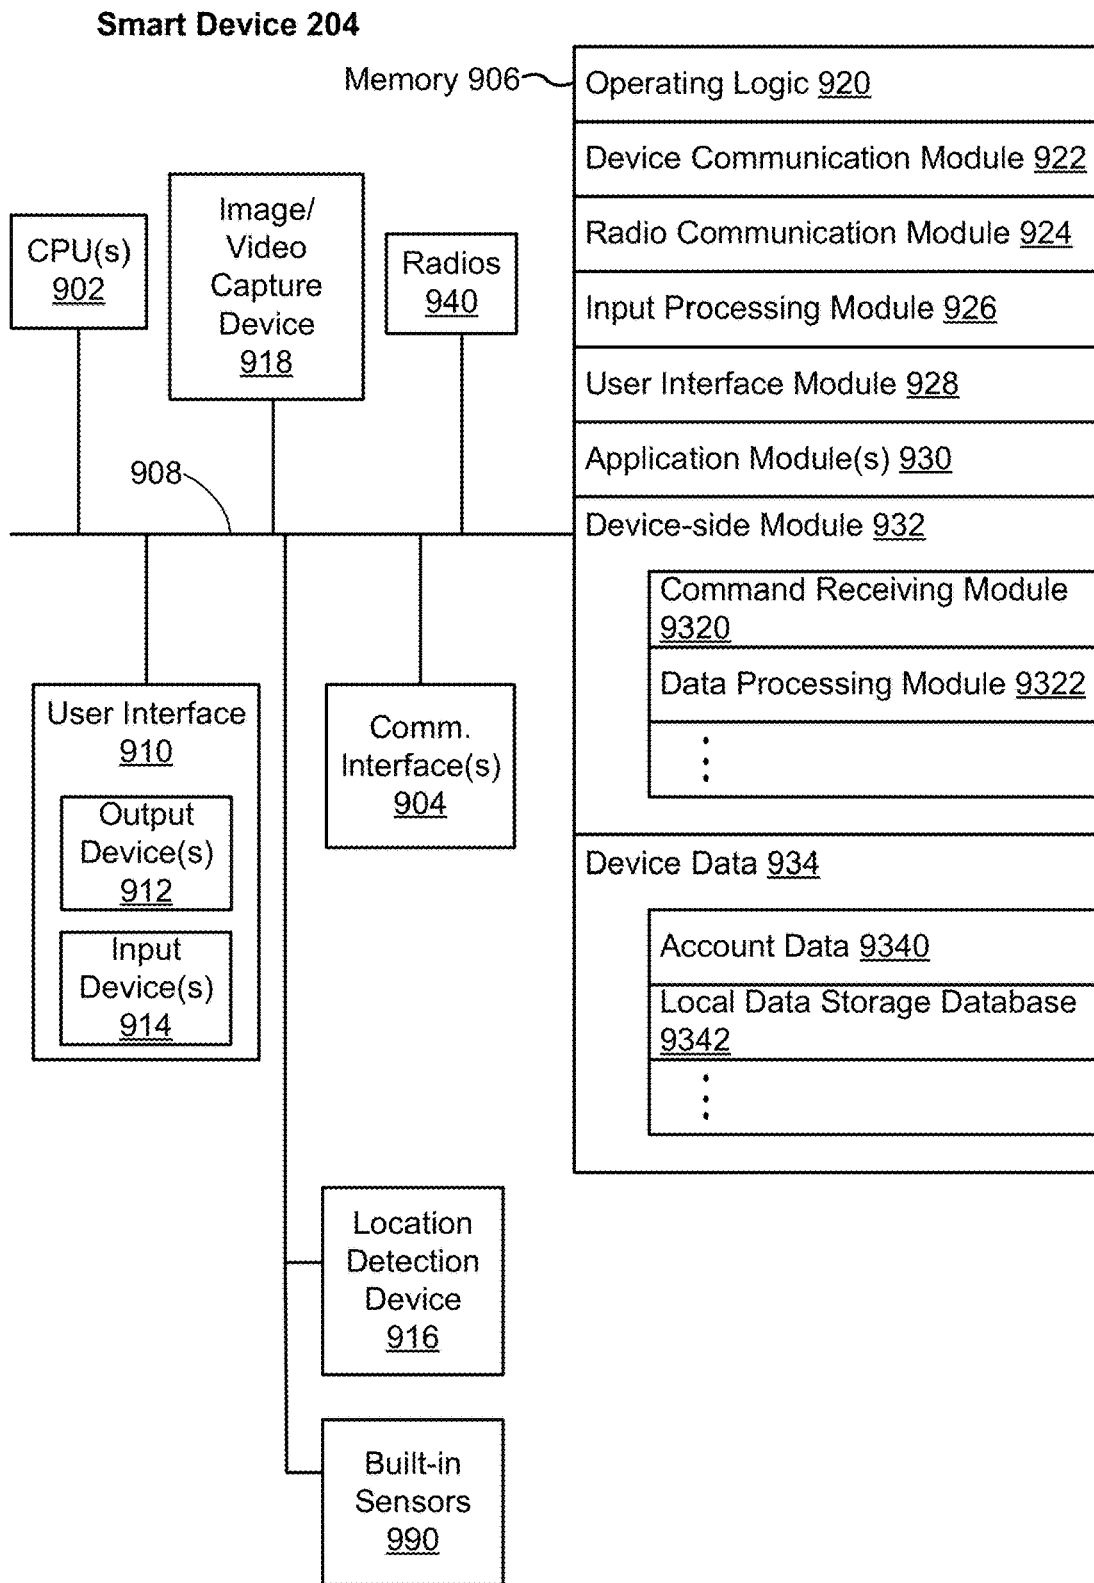 Smart Device 204
Memory 906
Operating Logic 920
Device Communication Module 922
Radio Communication Module 924
Input Processing Module 926
User Interface Module 928
Application Module(s) 930
Device-side Module 932
Command Receiving Module
9320
Data Processing Module 9322
Device Data 934
Account Data 9340
Local Data Storage Database
9342
CPU(s)
902
Image/
Video
Capture
Device
918
Radios
940
908
User Interface
910
Output
Device(s)
912
Input
Device(s)
914
Comm.
Interface(s)
904
Location
Detection
Device
916
Built-in
Sensors
990